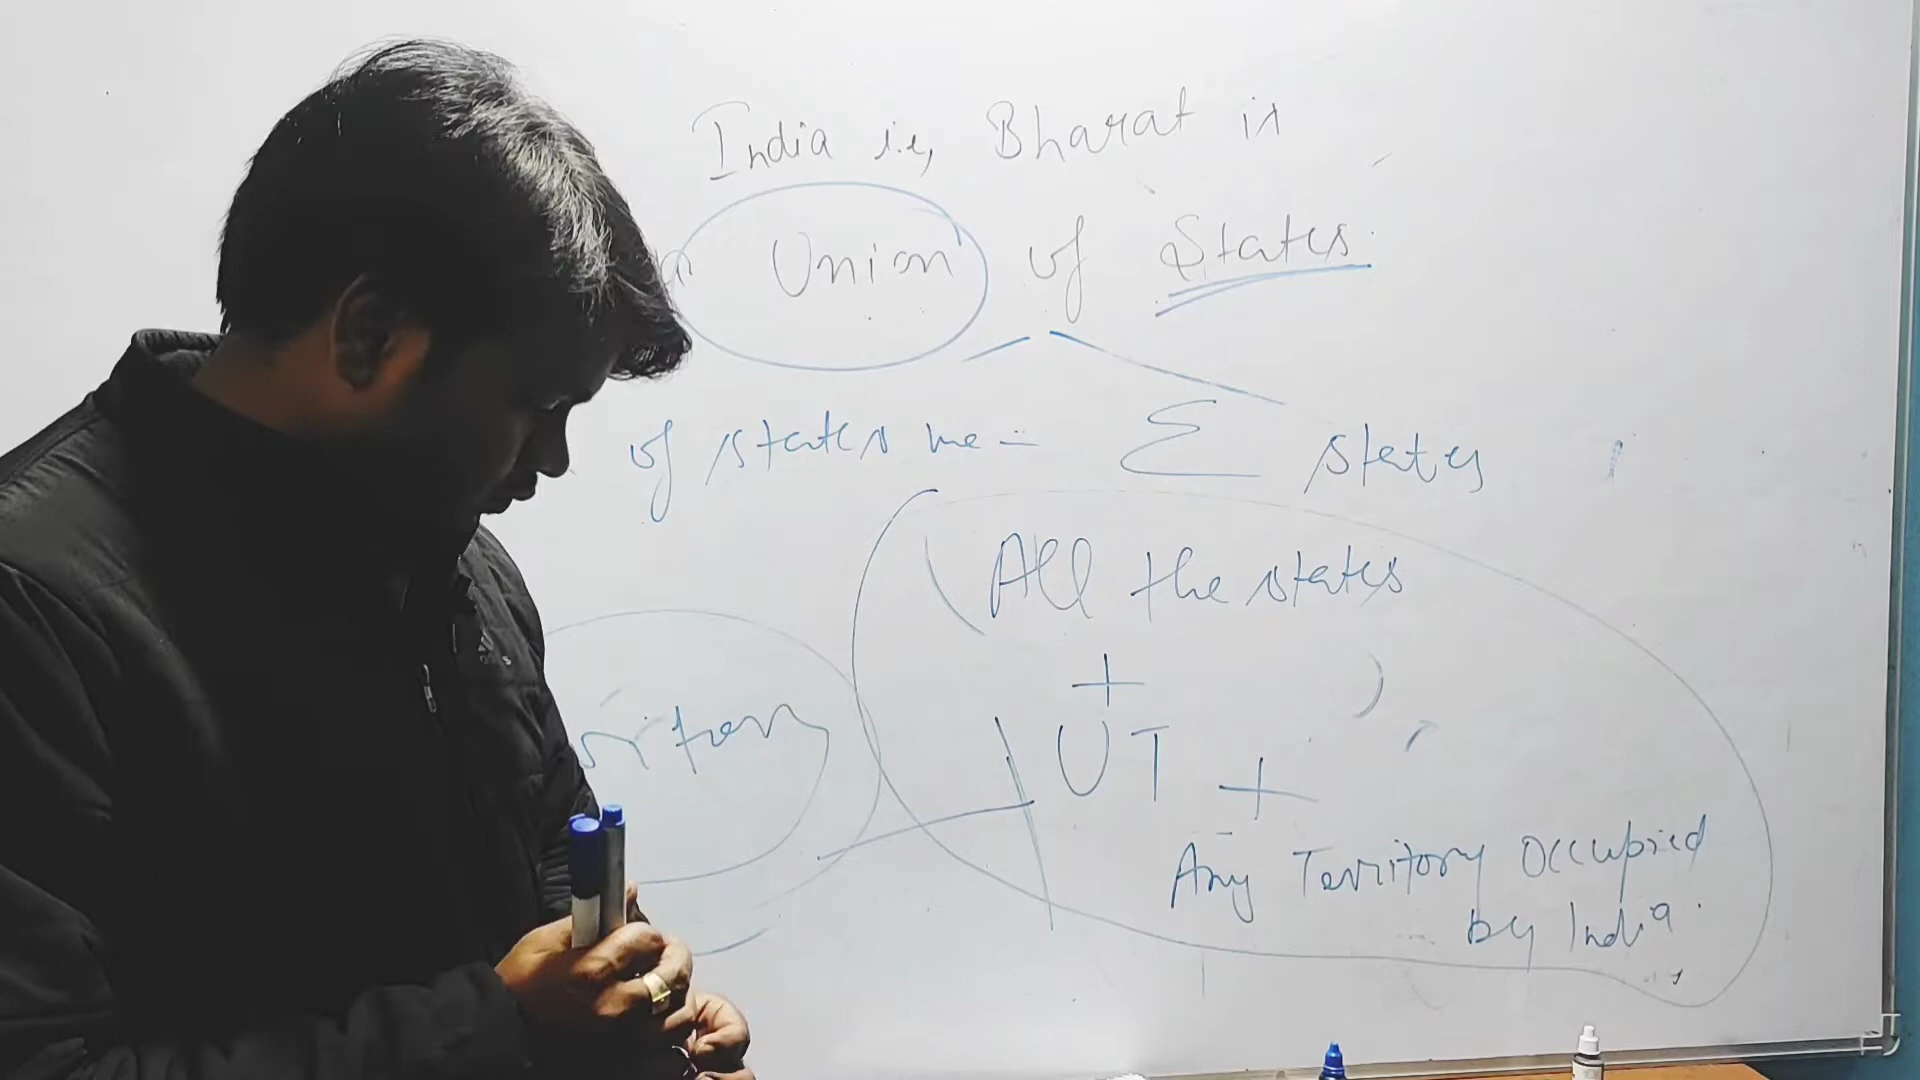 India i.e, Bharat is
a Union of States.
of states me = Σ states
All the states
+
UT +
Any Territory Occupied
by India.